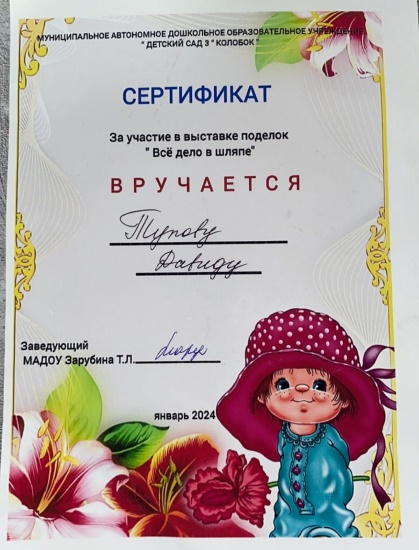 МУНИЦИПАЛЬНОЕ АВТОНОМНОЕ ДОШКОЛЬНОЕ ОБРАЗОВАТЕЛЬНОЕ УЧРЕЖДЕНИЕ
" ДЕТСКИЙ САД 3 " КОЛОБОК "
СЕРТИФИКАТ
За участие в выставке поделок
" Всё дело в шляпе"
ВРУЧАЕТСЯ
Тупову
Давиду
Заведующий
МАДОУ Зарубина Т.Л.
январь 2024